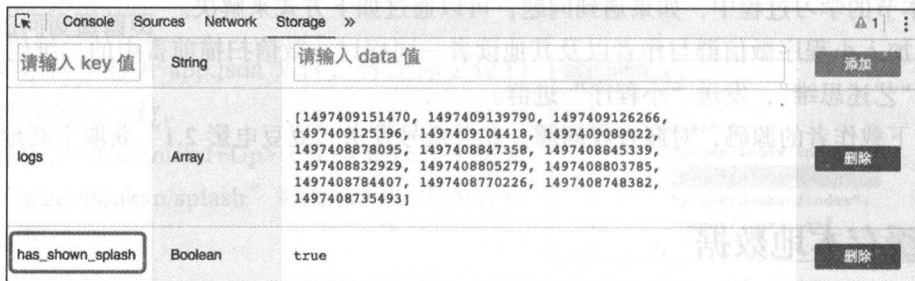 Console Sources Network Storage 1
请输入 key 值 String 请输入 data 值 添加
[1497409151470, 1497409139790, 1497409126266,
1497409125159, 1497409104418, 1497409089022,
1497408878095, 1497408847358, 1497408845339,
logs Array 1497408832929, 1497408805279, 1497408803785, 删除
1497408784407, 1497408770226, 1497408748382,
1497408735493]
has_shown_splash Boolean true 删除